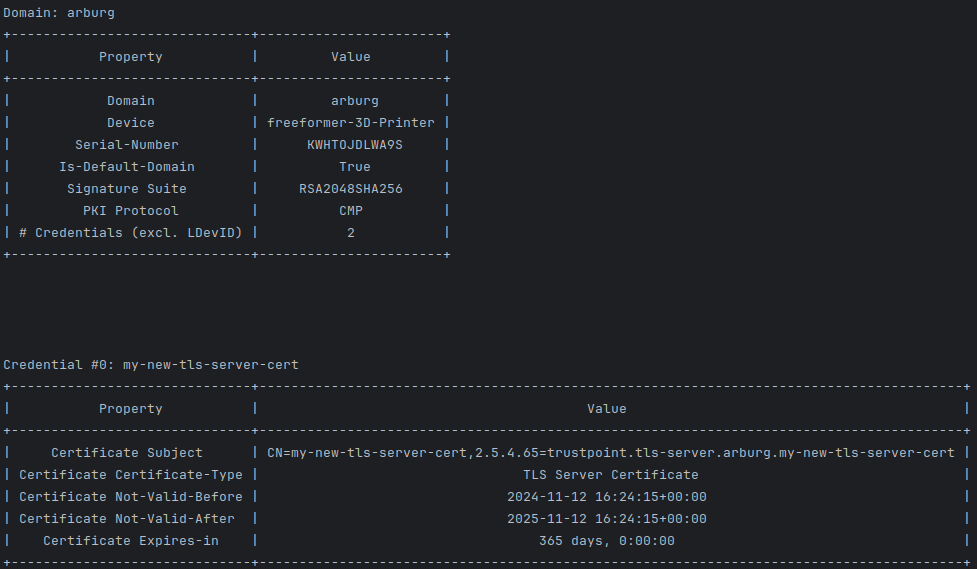 Domain: arburg
+------------------------------+-----------------------+
|           Property           |         Value         |
+------------------------------+-----------------------+
|            Domain            |         arburg        |
|            Device            | freeformer-3D-Printer |
|        Serial-Number         |      KWHTOJDLWA9S     |
|      Is-Default-Domain       |          True         |
|       Signature Suite        |     RSA2048SHA256     |
|         PKI Protocol         |          CMP          |
| # Credentials (excl. LDevID) |           2           |
+------------------------------+-----------------------+
Credential #0: my-new-tls-server-cert
+------------------------------+----------------------------------------------------------------------------------------+
|           Property           |                                         Value                                          |
+------------------------------+----------------------------------------------------------------------------------------+
|     Certificate Subject      | CN=my-new-tls-server-cert,2.5.4.65=trustpoint.tls-server.arburg.my-new-tls-server-cert |
| Certificate Certificate-Type |                                 TLS Server Certificate                                 |
| Certificate Not-Valid-Before |                               2024-11-12 16:24:15+00:00                                |
| Certificate Not-Valid-After  |                               2025-11-12 16:24:15+00:00                                |
|    Certificate Expires-in    |                                   365 days, 0:00:00                                    |
+------------------------------+----------------------------------------------------------------------------------------+